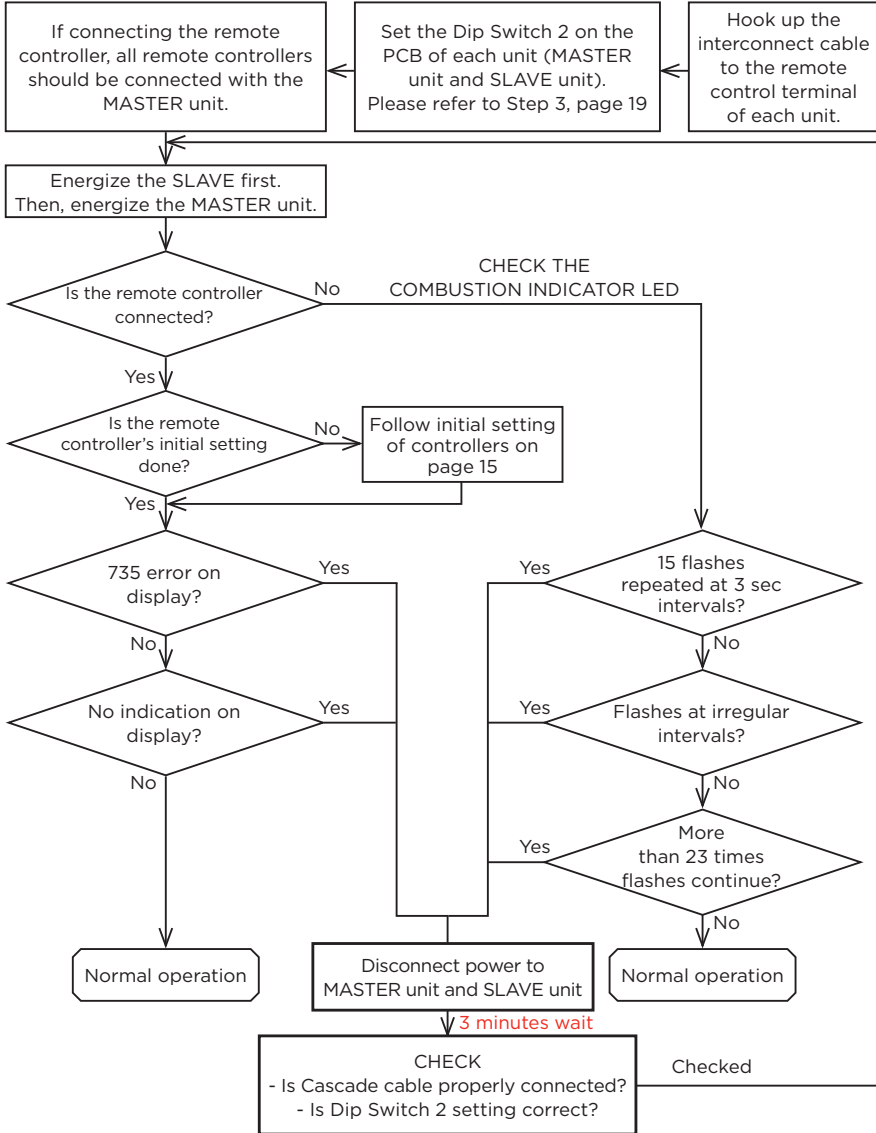 If connecting the remote
controller, all remote controllers
should be connected with the
MASTER unit.
Set the Dip Switch 2 on the
PCB of each unit (MASTER
unit and SLAVE unit).
Please refer to Step 3, page 19
Hook up the
interconnect cable
to the remote
control terminal
of each unit.
Energize the SLAVE first.
Then, energize the MASTER unit.
Is the remote controller
connected?
No
CHECK THE
COMBUSTION INDICATOR LED
Yes
Is the remote
controller’s initial setting
done?
No
Follow initial setting
of controllers on
page 15
Yes
735 error on
display?
Yes
No
No indication on
display?
Yes
No
Normal operation
Yes
15 flashes
repeated at 3 sec
intervals?
No
Yes
Flashes at irregular
intervals?
No
Yes
More
than 23 times
flashes continue?
No
Normal operation
Disconnect power to
MASTER unit and SLAVE unit
3 minutes wait
CHECK
- Is Cascade cable properly connected?
- Is Dip Switch 2 setting correct?
Checked